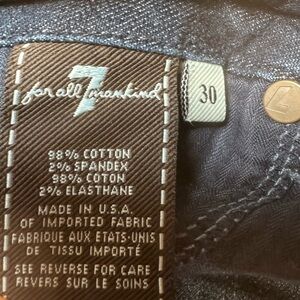 7
for all mankind
30
98% COTTON
2% SPANDEX
98% COTON
2% ELASTHANE
MADE IN U.S.A.
OF IMPORTED FABRIC
FABRIQUE AUX ETATS-UNIS
DE TISSU IMPORTÉ
SEE REVERSE FOR CARE
REVERS SUR LE SOINS